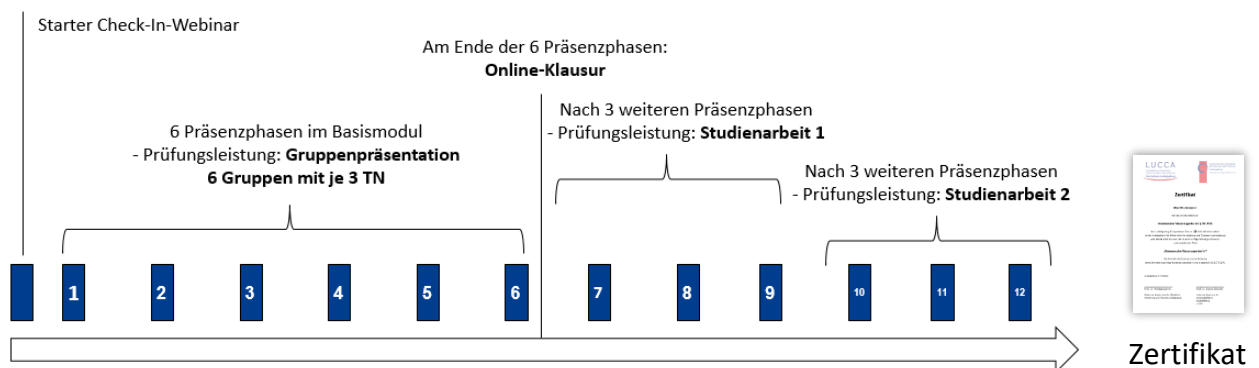 Starter Check-In-Webinar
Am Ende der 6 Präsenzphasen:
Online-Klausur
Nach 3 weiteren Präsenzphasen
- Prüfungsleistung: Studienarbeit 1
6 Präsenzphasen im Basismodul
- Prüfungsleistung: Gruppenpräsentation
6 Gruppen mit je 3 TN
Nach 3 weiteren Präsenzphasen
- Prüfungsleistung: Studienarbeit 2
1 2 3 4 5 6 7 8 9 10 11 12
LUCCA
Zertifikat
Zertifikat